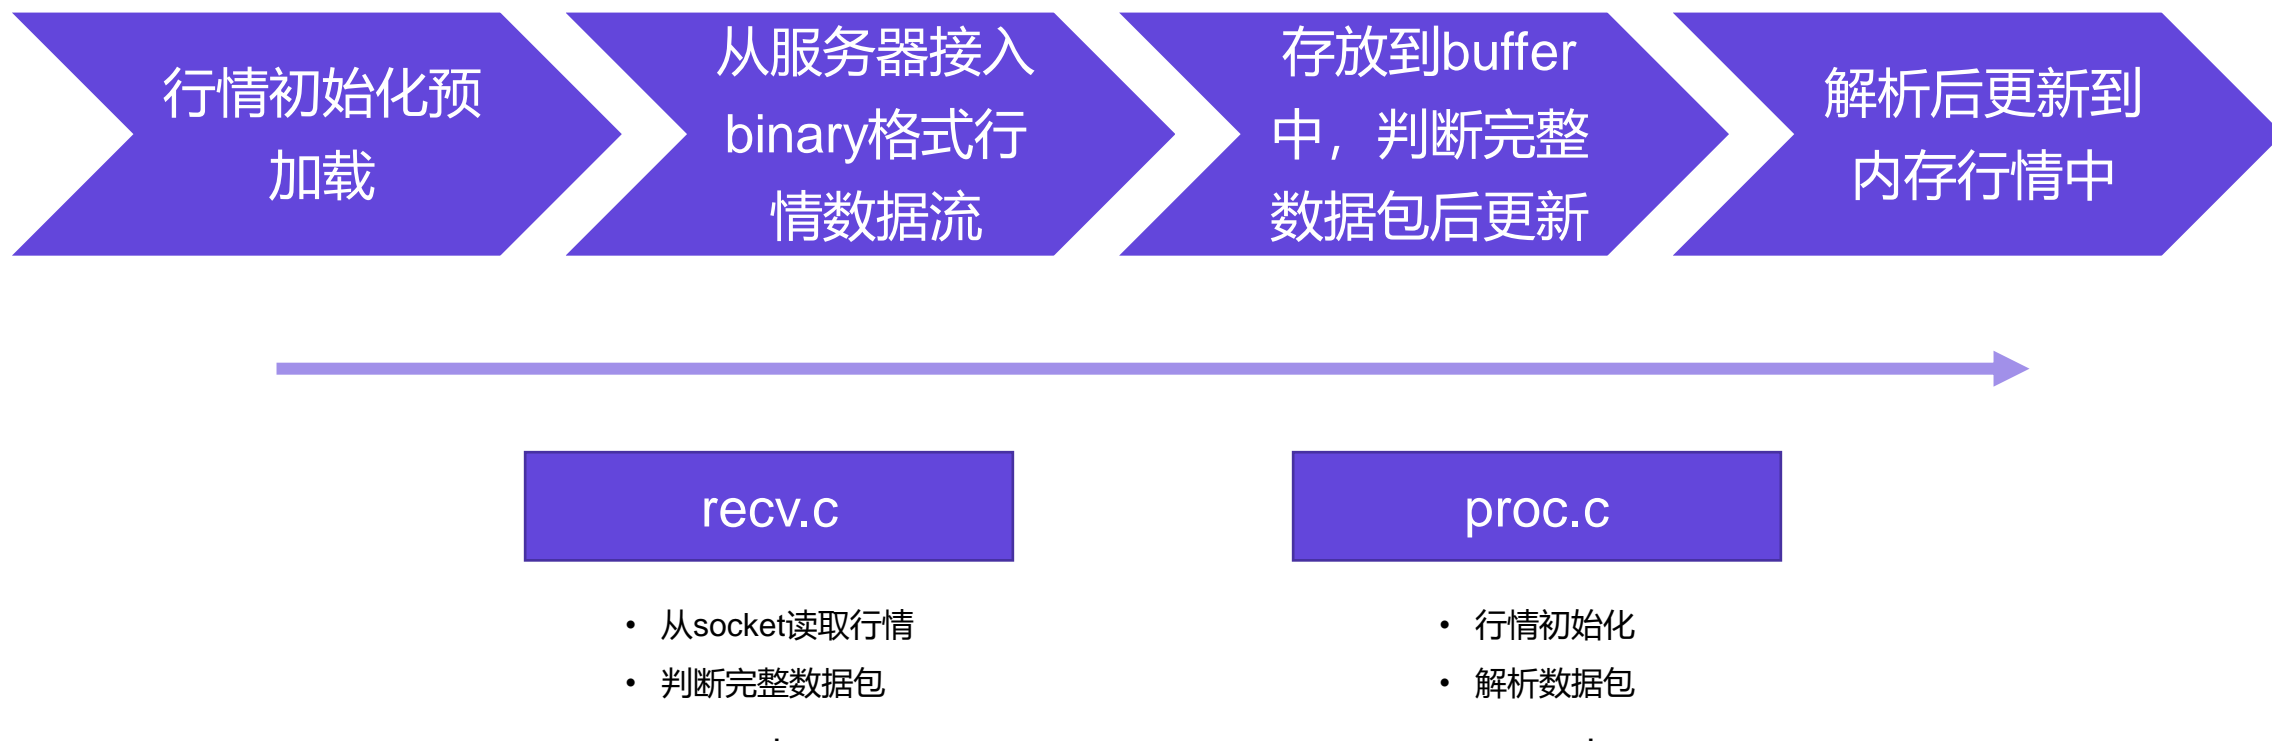 行情初始化预
加载
从服务器接入
binary格式行
情数据流
存放到buffer
中，判断完整
数据包后更新
解析后更新到
内存行情中
recv.c
proc.c
• 从socket读取行情
• 判断完整数据包
• 行情初始化
• 解析数据包